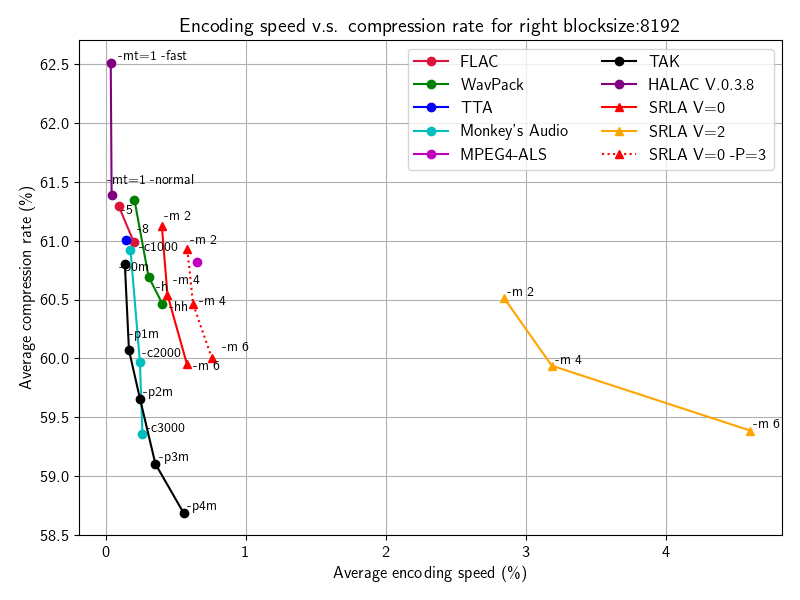 Encoding speed v.s. compression rate for right blocksize:8192
FLAC
WavPack
TTA
Monkey's Audio
MPEG4-ALS
TAK
HALAC V.0.3.8
SRLA V=0
SRLA V=2
SRLA V=0 -P=3
-mt=1 -fast
-mt=1 -normal
-5
-8
-m 2
-m 2
-c1000
-p0m
-h
-m 4
-hh
-m 4
-m 2
-p1m
-c2000
-m 6
-m 6
-m 4
-p2m
-c3000
-m 6
-p3m
-p4m
62.5
62.0
61.5
61.0
60.5
60.0
59.5
59.0
58.5
Average compression rate (%)
0
1
2
3
4
Average encoding speed (%)